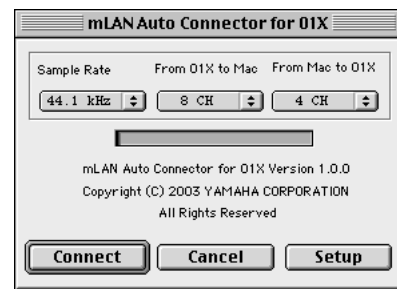 mLAN Auto Connector for 01X
Sample Rate From 01X to Mac From Mac to 01X
44.1 kHz 8 CH 4 CH
mLAN Auto Connector for 01X Version 1.0.0
Copyright (C) 2003 YAMAHA CORPORATION
All Rights Reserved
Connect Cancel Setup